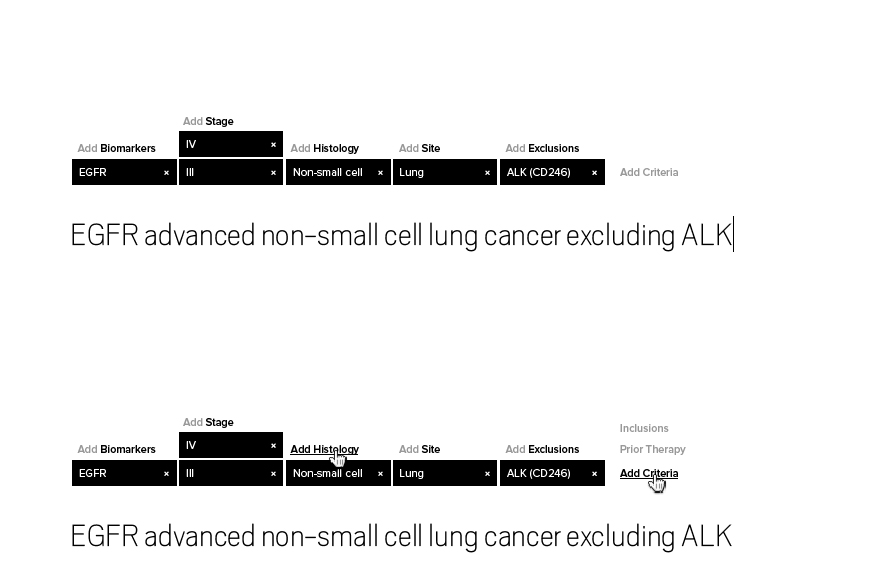 Add Stage
Add Biomarkers IV × Add Histology Add Site Add Exclusions
EGFR × III × Non-small cell × Lung × ALK (CD246) × Add Criteria
EGFR advanced non-small cell lung cancer excluding ALK
Add Stage
Inclusions
Add Biomarkers IV × Add Histology Add Site Add Exclusions Prior Therapy
EGFR × III × Non-small cell × Lung × ALK (CD246) × Add Criteria
EGFR advanced non-small cell lung cancer excluding ALK